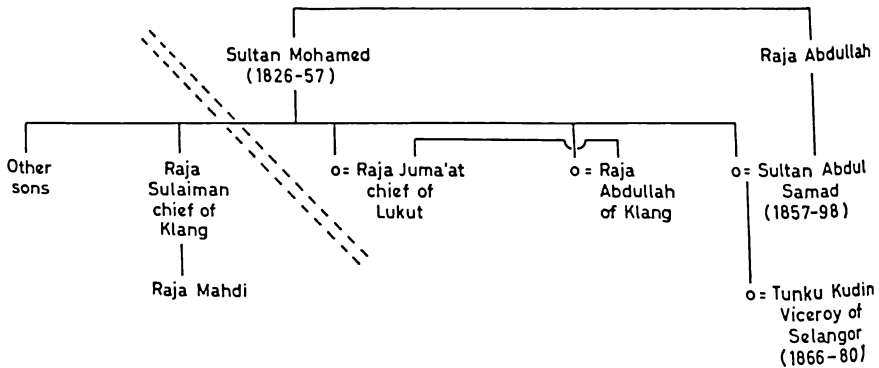 Sultan Mohamed
(1826-57)
Raja Abdullah
Other
sons
Raja
Sulaiman
chief of
Klang
Raja Mahdi
o= Raja Juma'at
chief of
Lukut
o= Raja
Abdullah
of Klang
o= Sultan Abdul
Samad
(1857-98)
o= Tunku Kudin
Viceroy of
Selangor
(1866-80)